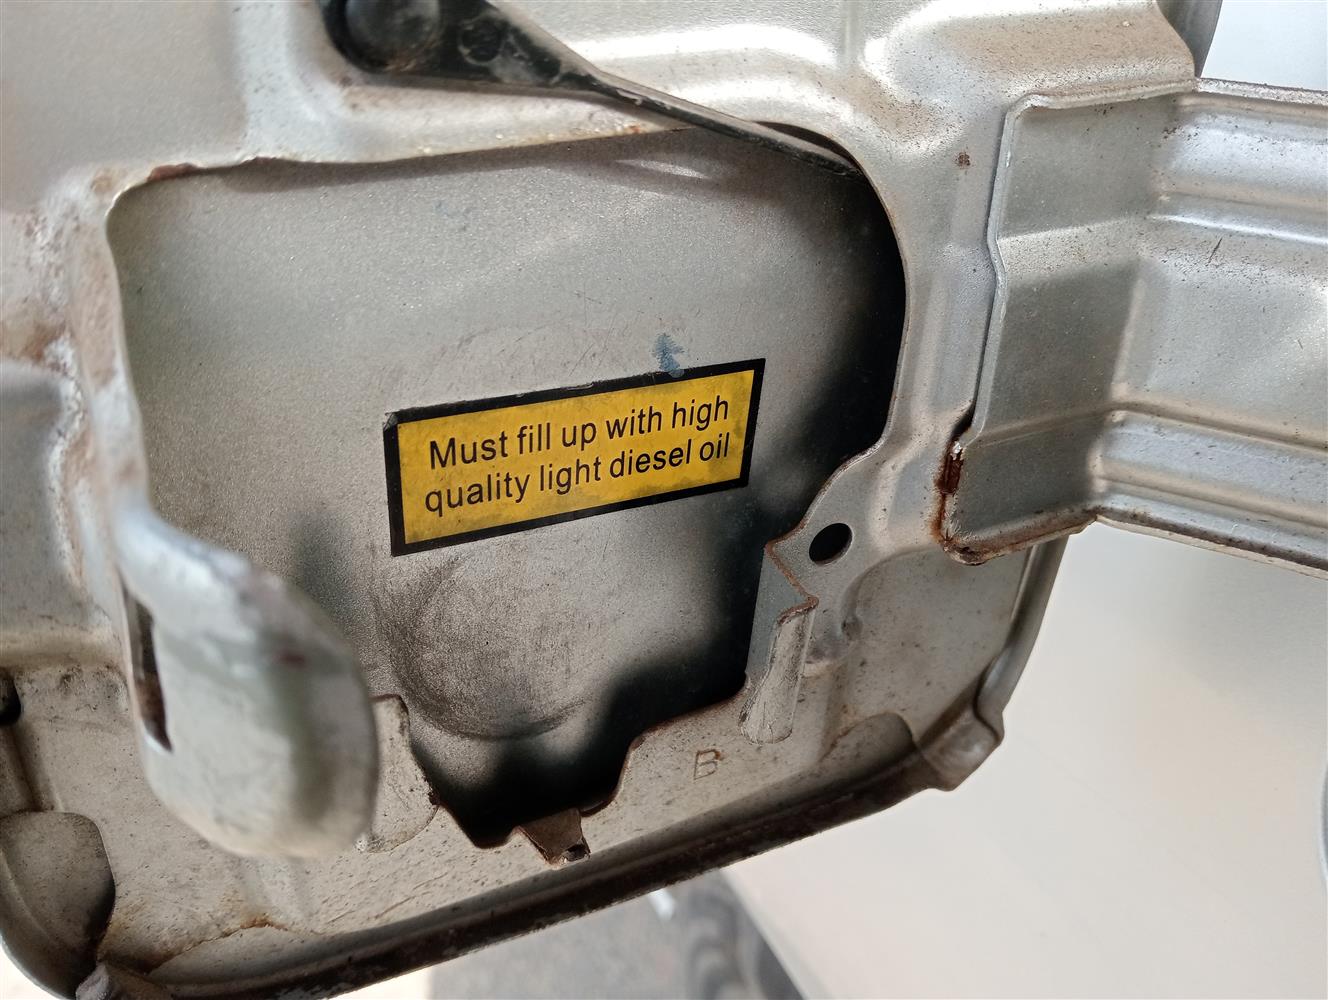 Must fill up with high
quality light diesel oil
B